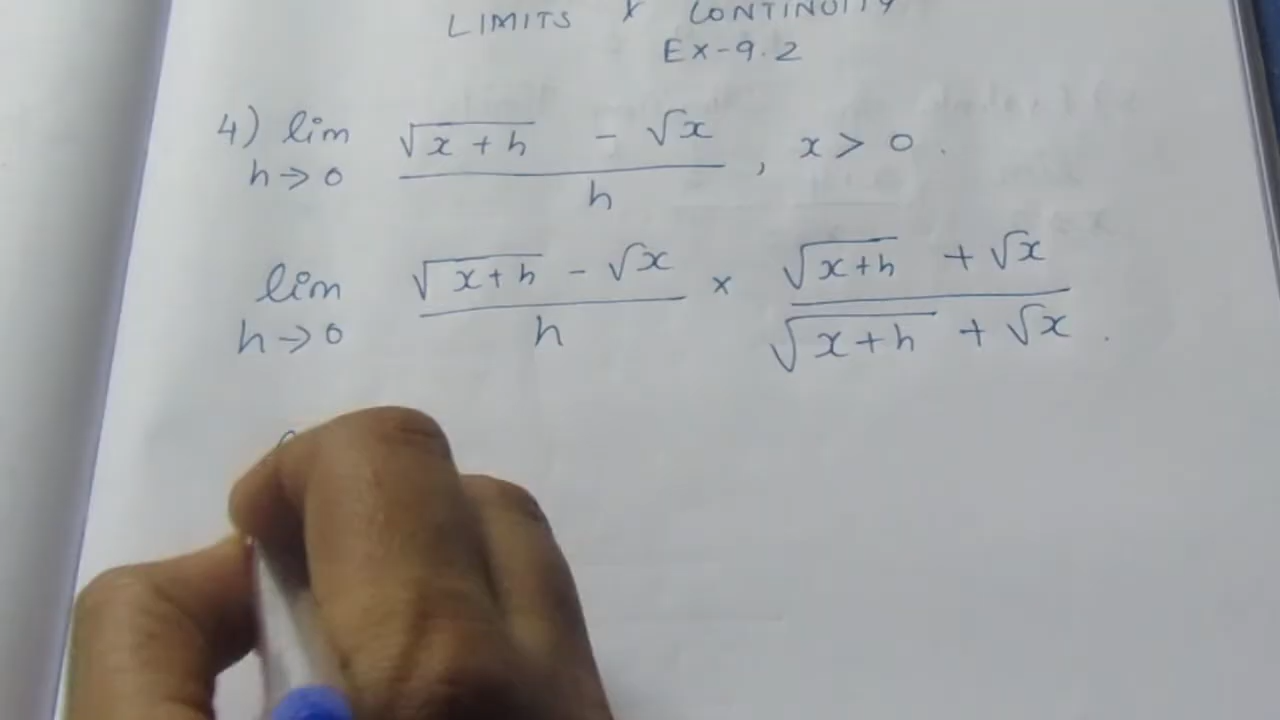 LIMITS & CONTINUITY
Ex-9.2
4) lim h→0 (√(x+h) - √x)/h , x > 0 .
lim h→0 (√(x+h) - √x)/h × (√(x+h) + √x)/(√(x+h) + √x) .